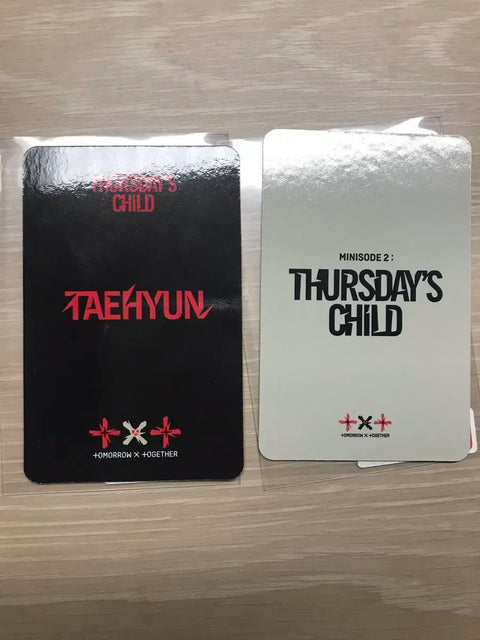 THURSDAY'S
CHILD
TAEHYUN
TOMORROW X TOGETHER
MINISODE 2 :
THURSDAY'S
CHILD
TOMORROW X TOGETHER